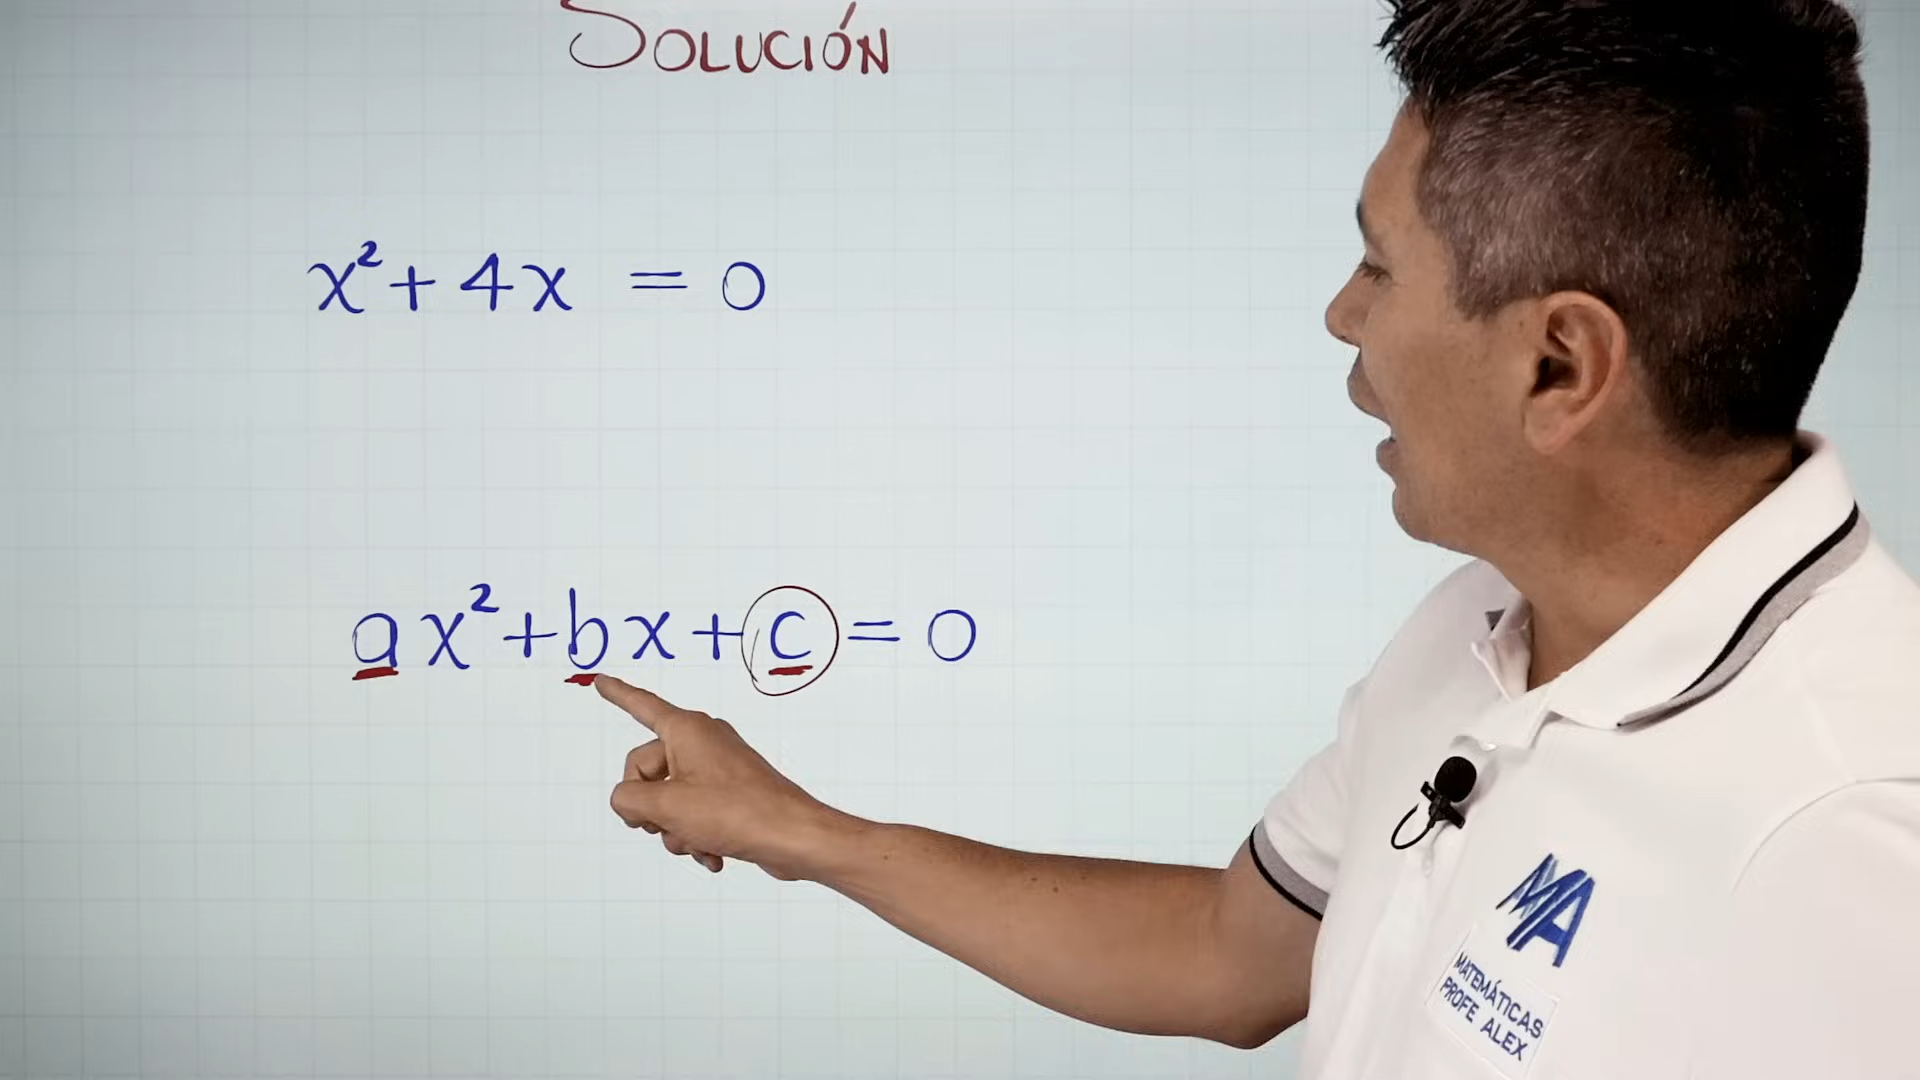 SOLUCIÓN
x² + 4x = 0
ax² + bx + c = 0
MA
MATEMÁTICAS
PROFE ALEX